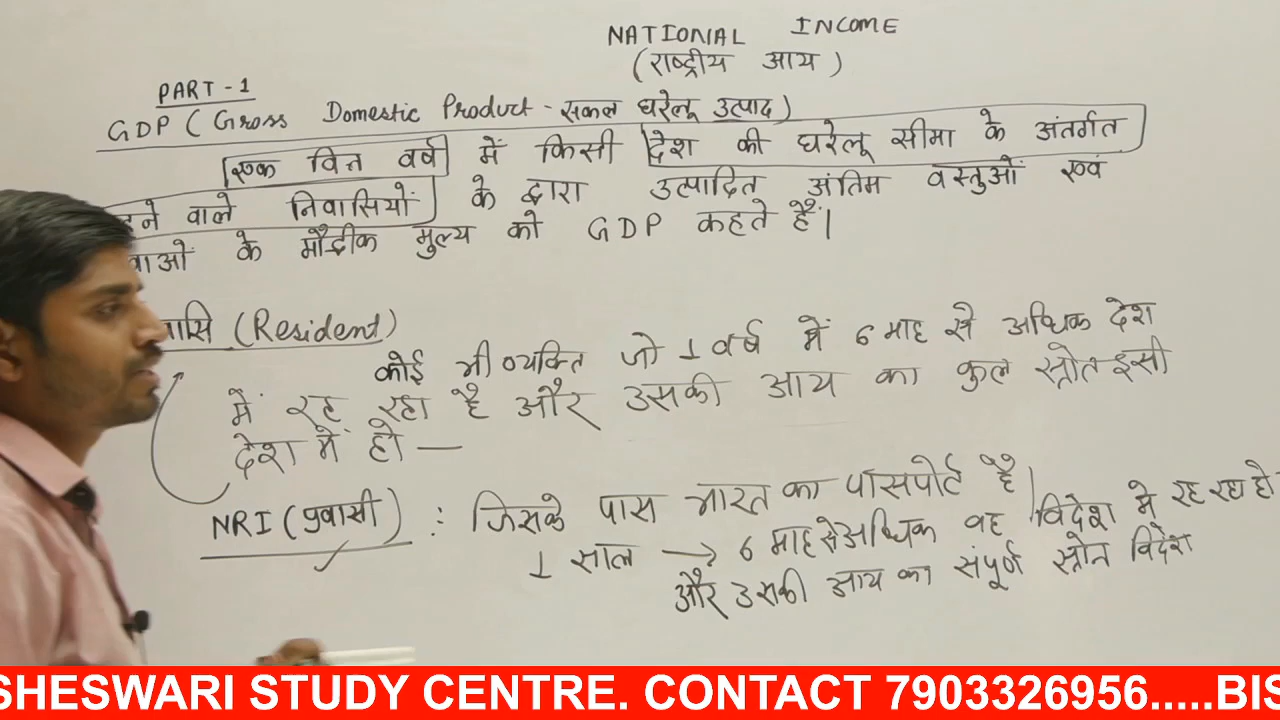 NATIONAL INCOME
(राष्ट्रीय आय)
PART-1
GDP (Gross Domestic Product - सकल घरेलू उत्पाद)
एक वित्त वर्ष में किसी देश की घरेलू सीमा के अंतर्गत
हने वाले निवासियों के द्वारा उत्पादित अंतिम वस्तुओं एवं
वाओं के मौद्रीक मुल्य को GDP कहते हैं।
वासि (Resident)
कोई भी व्यक्ति जो 1 वर्ष में 6 माह से अधिक देश
में रह रहा है और उसकी आय का कुल स्त्रोत इसी
देश में हो —
NRI (प्रवासी) : जिसके पास भारत का पासपोर्ट है
1 साल → 6 माह से अधिक वह विदेश में रह रहा हो
और उसकी आय का संपूर्ण स्त्रोत विदेश
SHESWARI STUDY CENTRE. CONTACT 7903326956.....BIS